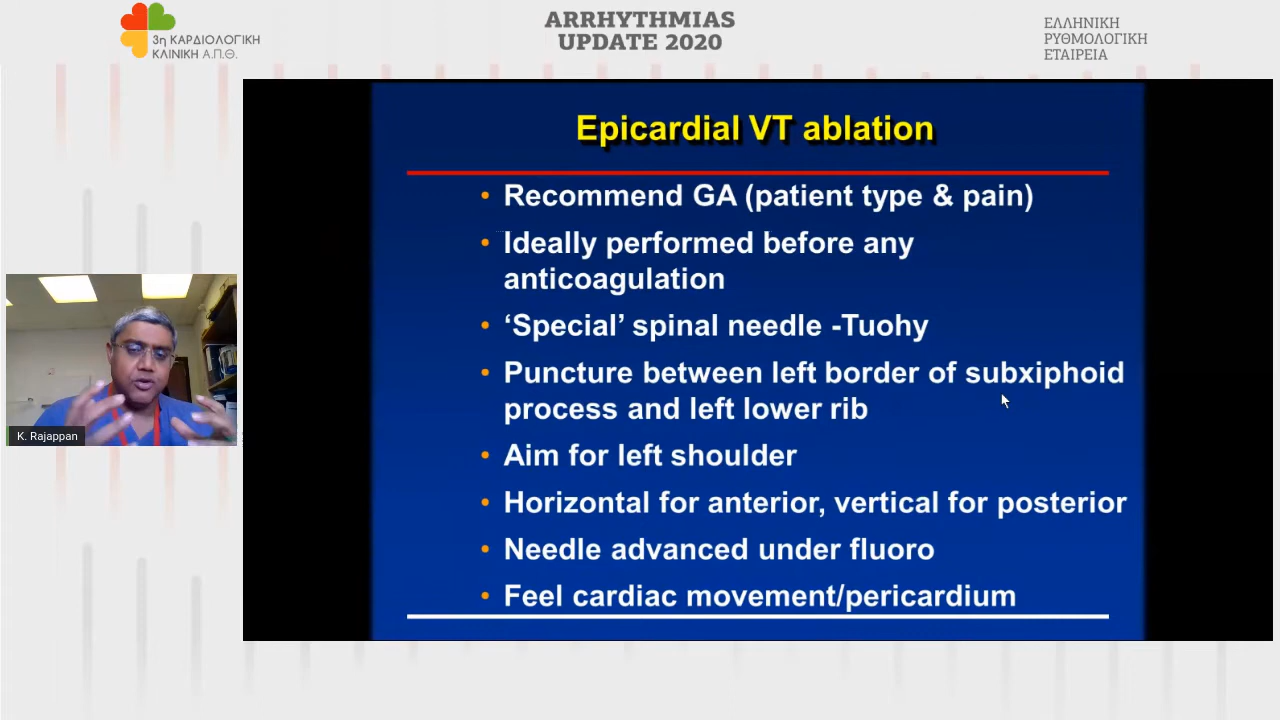 3η ΚΑΡΔΙΟΛΟΓΙΚΗ
ΚΛΙΝΙΚΗ Α.Π.Θ.
ARRHYTHMIAS
UPDATE 2020
ΕΛΛΗΝΙΚΗ
ΡΥΘΜΟΛΟΓΙΚΗ
ΕΤΑΙΡΕΙΑ
Epicardial VT ablation
• Recommend GA (patient type & pain)
• Ideally performed before any
anticoagulation
• ‘Special’ spinal needle -Tuohy
• Puncture between left border of subxiphoid
process and left lower rib
• Aim for left shoulder
• Horizontal for anterior, vertical for posterior
• Needle advanced under fluoro
• Feel cardiac movement/pericardium
K. Rajappan